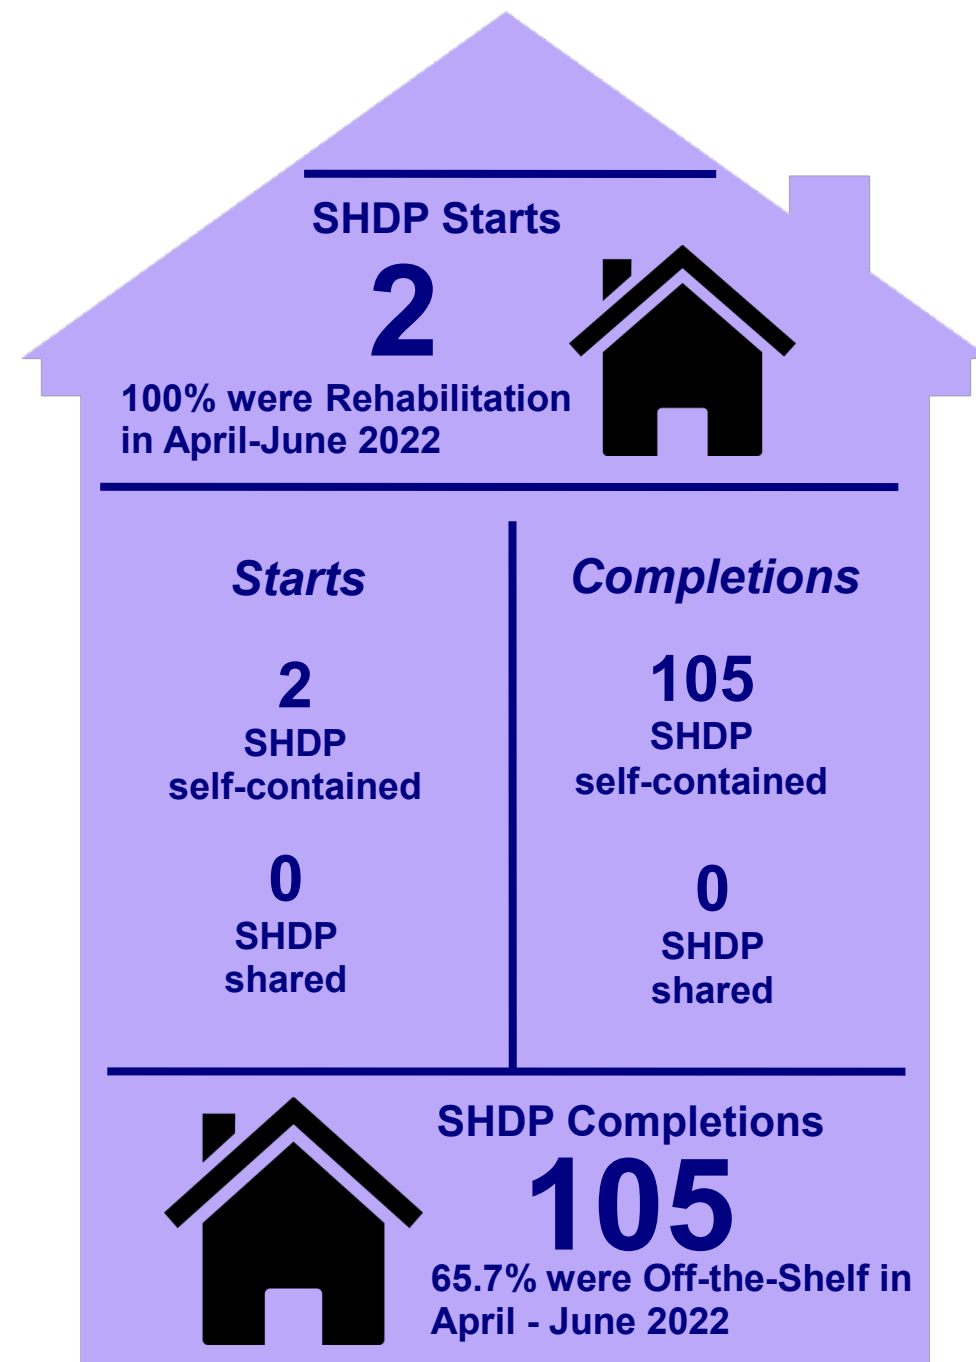 SHDP Starts
2
100% were Rehabilitation
in April-June 2022
Starts
2
SHDP
self-contained
0
SHDP
shared
Completions
105
SHDP
self-contained
0
SHDP
shared
SHDP Completions
105
65.7% were Off-the-Shelf in
April - June 2022